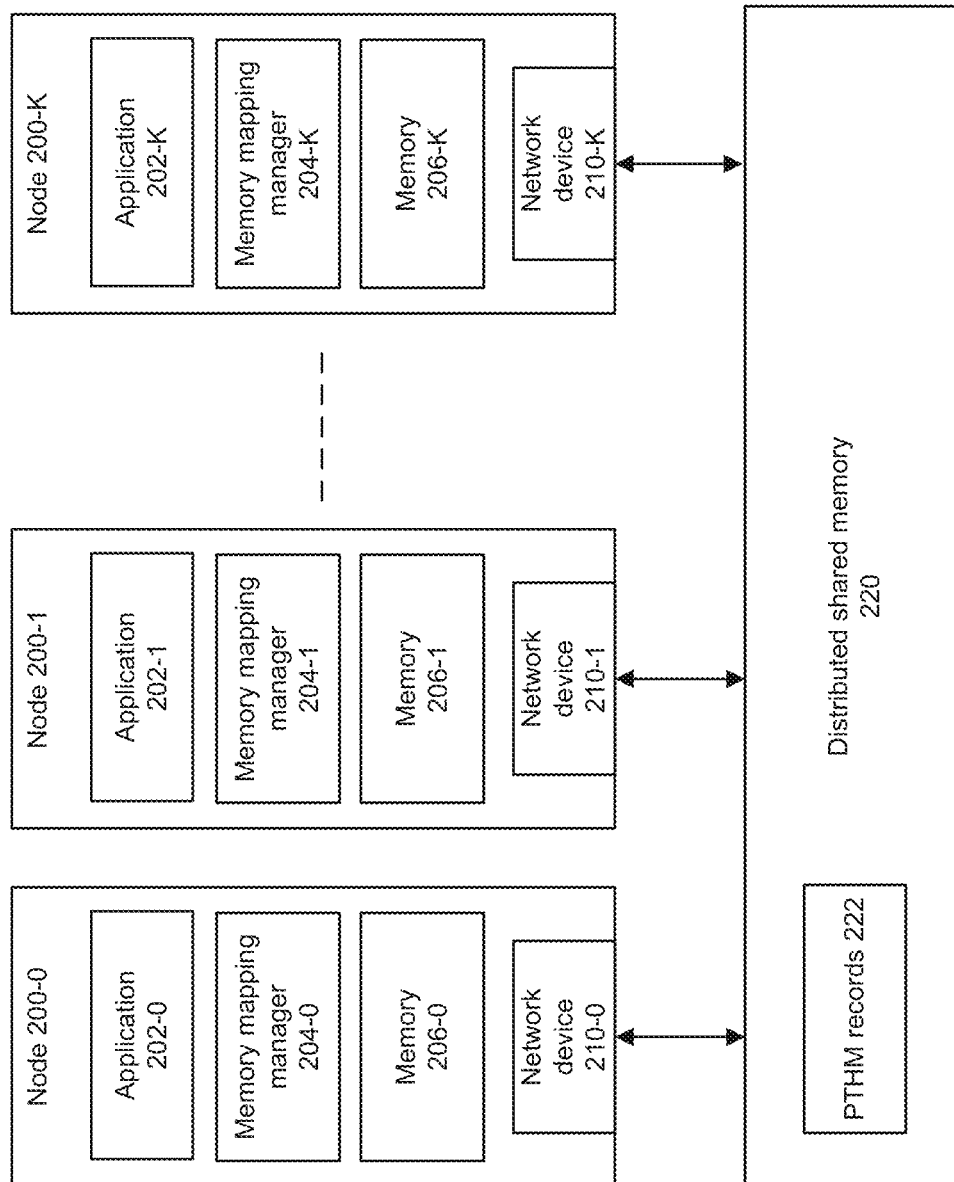 Node 200-0
Application
202-0
Memory mapping
manager
204-0
Memory
206-0
Network
device
210-0
Node 200-1
Application
202-1
Memory mapping
manager
204-1
Memory
206-1
Network
device
210-1
Node 200-K
Application
202-K
Memory mapping
manager
204-K
Memory
206-K
Network
device
210-K
PTHM records 222
Distributed shared memory
220